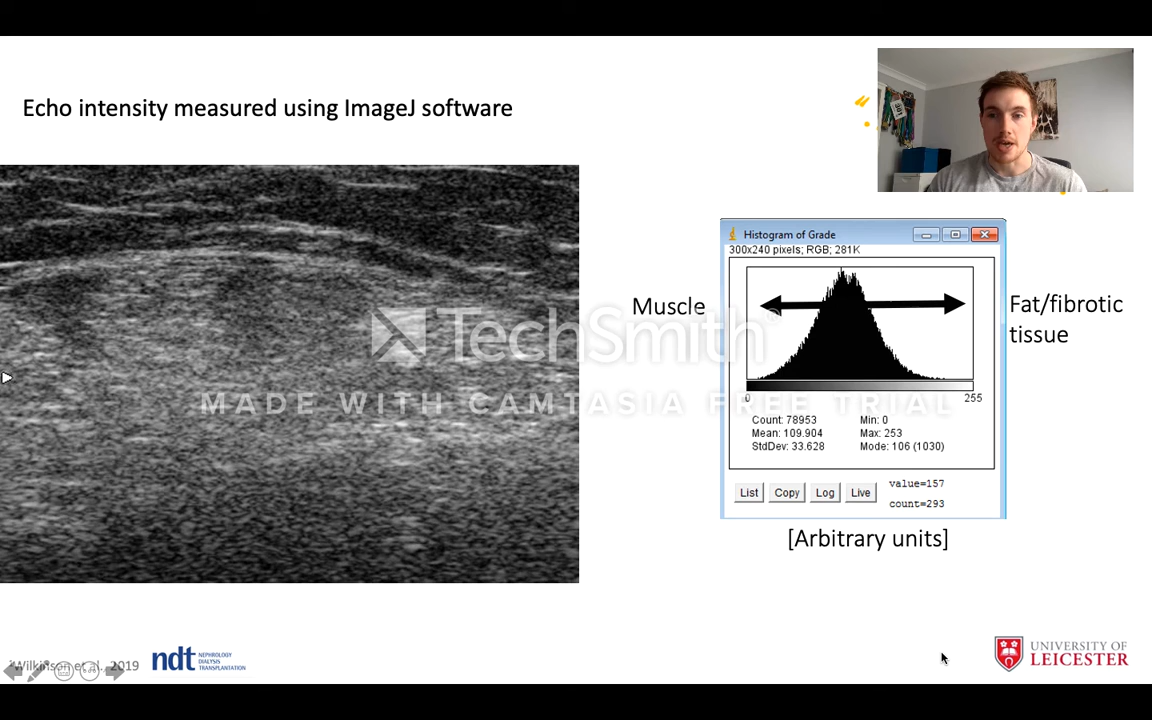 Echo intensity measured using ImageJ software
Histogram of Grade
300x240 pixels; RGB; 281K
Muscle
Fat/fibrotic
tissue
TechSmith®
MADE WITH CAMTASIA FREE TRIAL
0 255
Count: 78953 Min: 0
Mean: 109.904 Max: 253
StdDev: 33.628 Mode: 106 (1030)
List Copy Log Live
value=157
count=293
[Arbitrary units]
Wilkinson et al. 2019
ndt NEPHROLOGY
DIALYSIS
TRANSPLANTATION
UNIVERSITY OF
LEICESTER